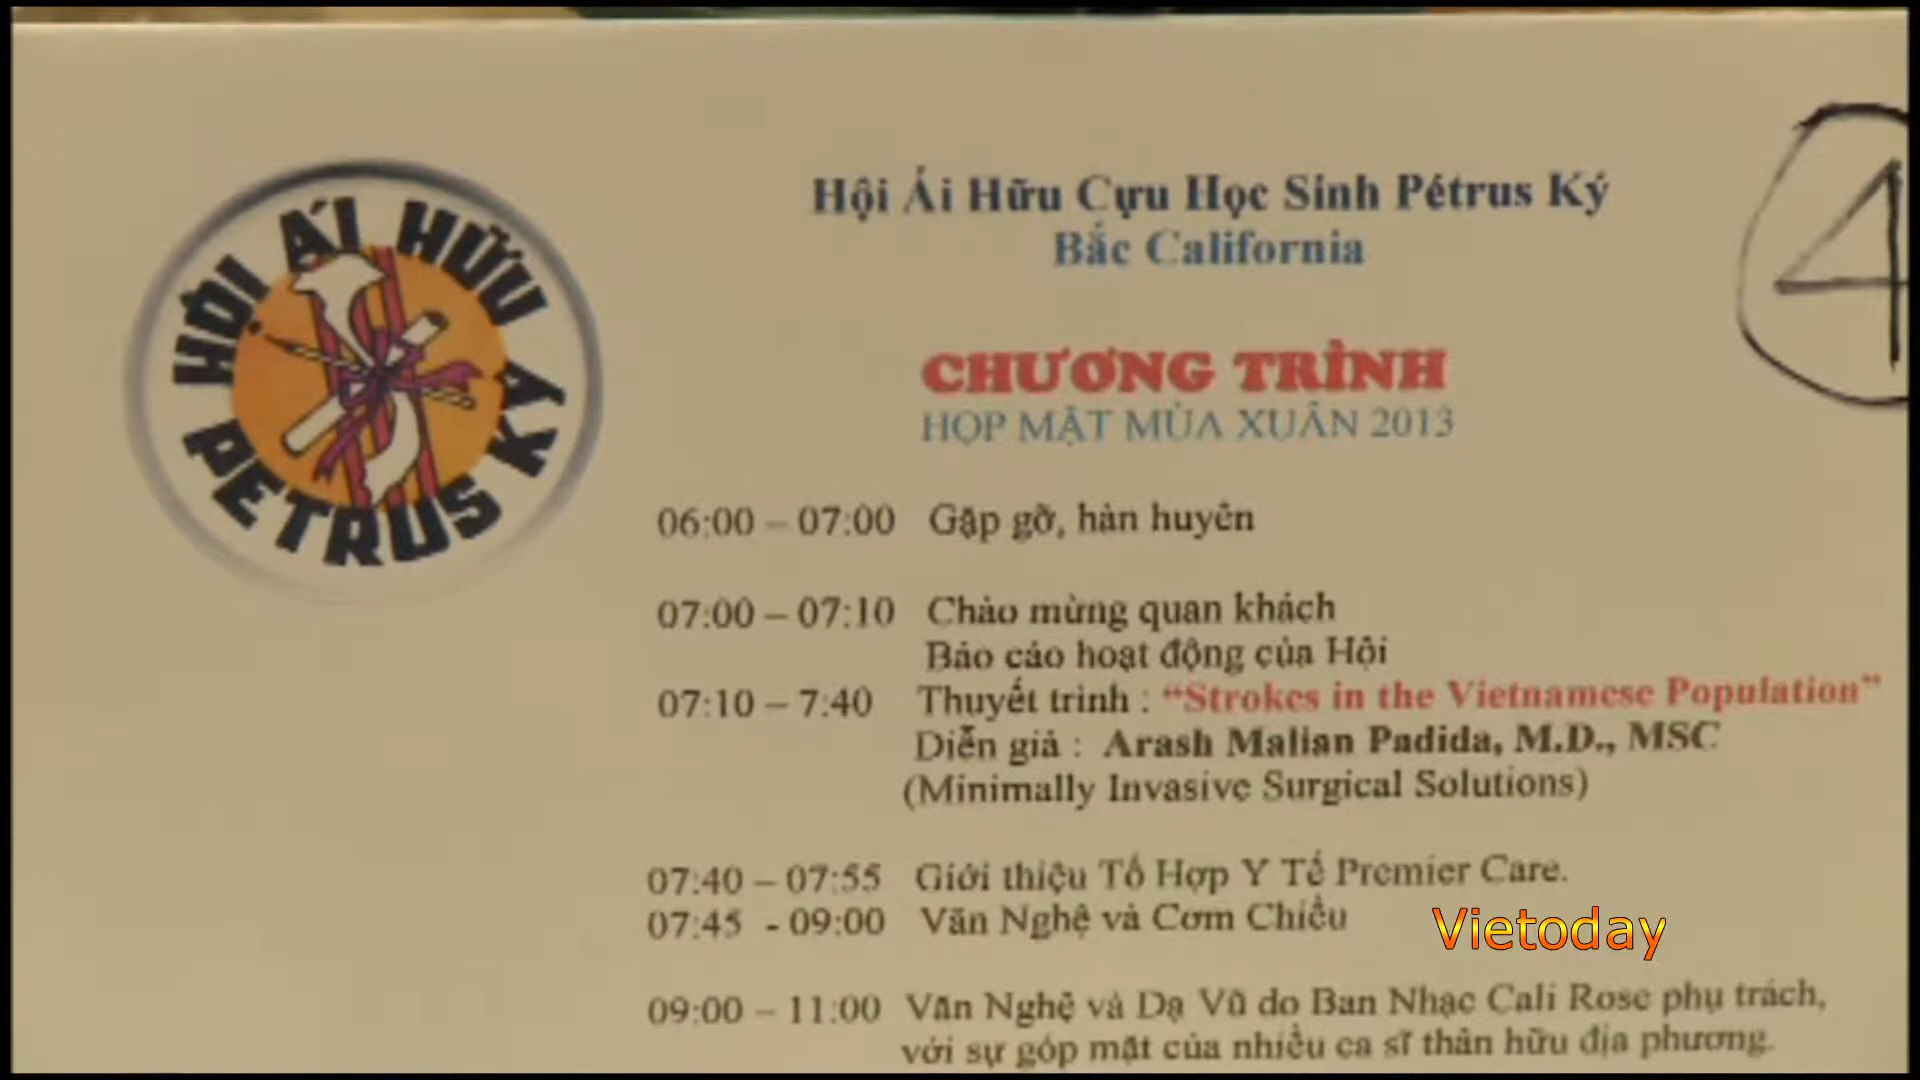 HỘI ÁI HỮU
PETRUS KÝ
Hội Ái Hữu Cựu Học Sinh Pétrus Ký
Bắc California
4
CHƯƠNG TRÌNH
HỌP MẶT MÙA XUÂN 2013
06:00 – 07:00 Gặp gỡ, hàn huyên
07:00 – 07:10 Chào mừng quan khách
Báo cáo hoạt động của Hội
07:10 – 7:40 Thuyết trình : “Strokes in the Vietnamese Population”
Diễn giả : Arash Malian Padida, M.D., MSC
(Minimally Invasive Surgical Solutions)
07:40 – 07:55 Giới thiệu Tổ Hợp Y Tế Premier Care.
07:45 - 09:00 Văn Nghệ và Cơm Chiều
Vietoday
09:00 – 11:00 Văn Nghệ và Dạ Vũ do Ban Nhạc Cali Rose phụ trách,
với sự góp mặt của nhiều ca sĩ thân hữu địa phương.